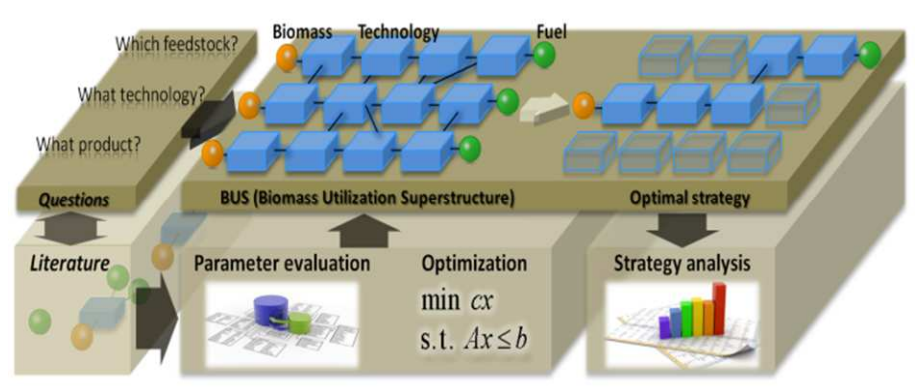 Which feedstock?
What technology?
What product?
Questions
Biomass Technology Fuel
BUS (Biomass Utilization Superstructure)
Optimal strategy
Literature
Parameter evaluation
Optimization
min cx
s.t. Ax≤b
Strategy analysis